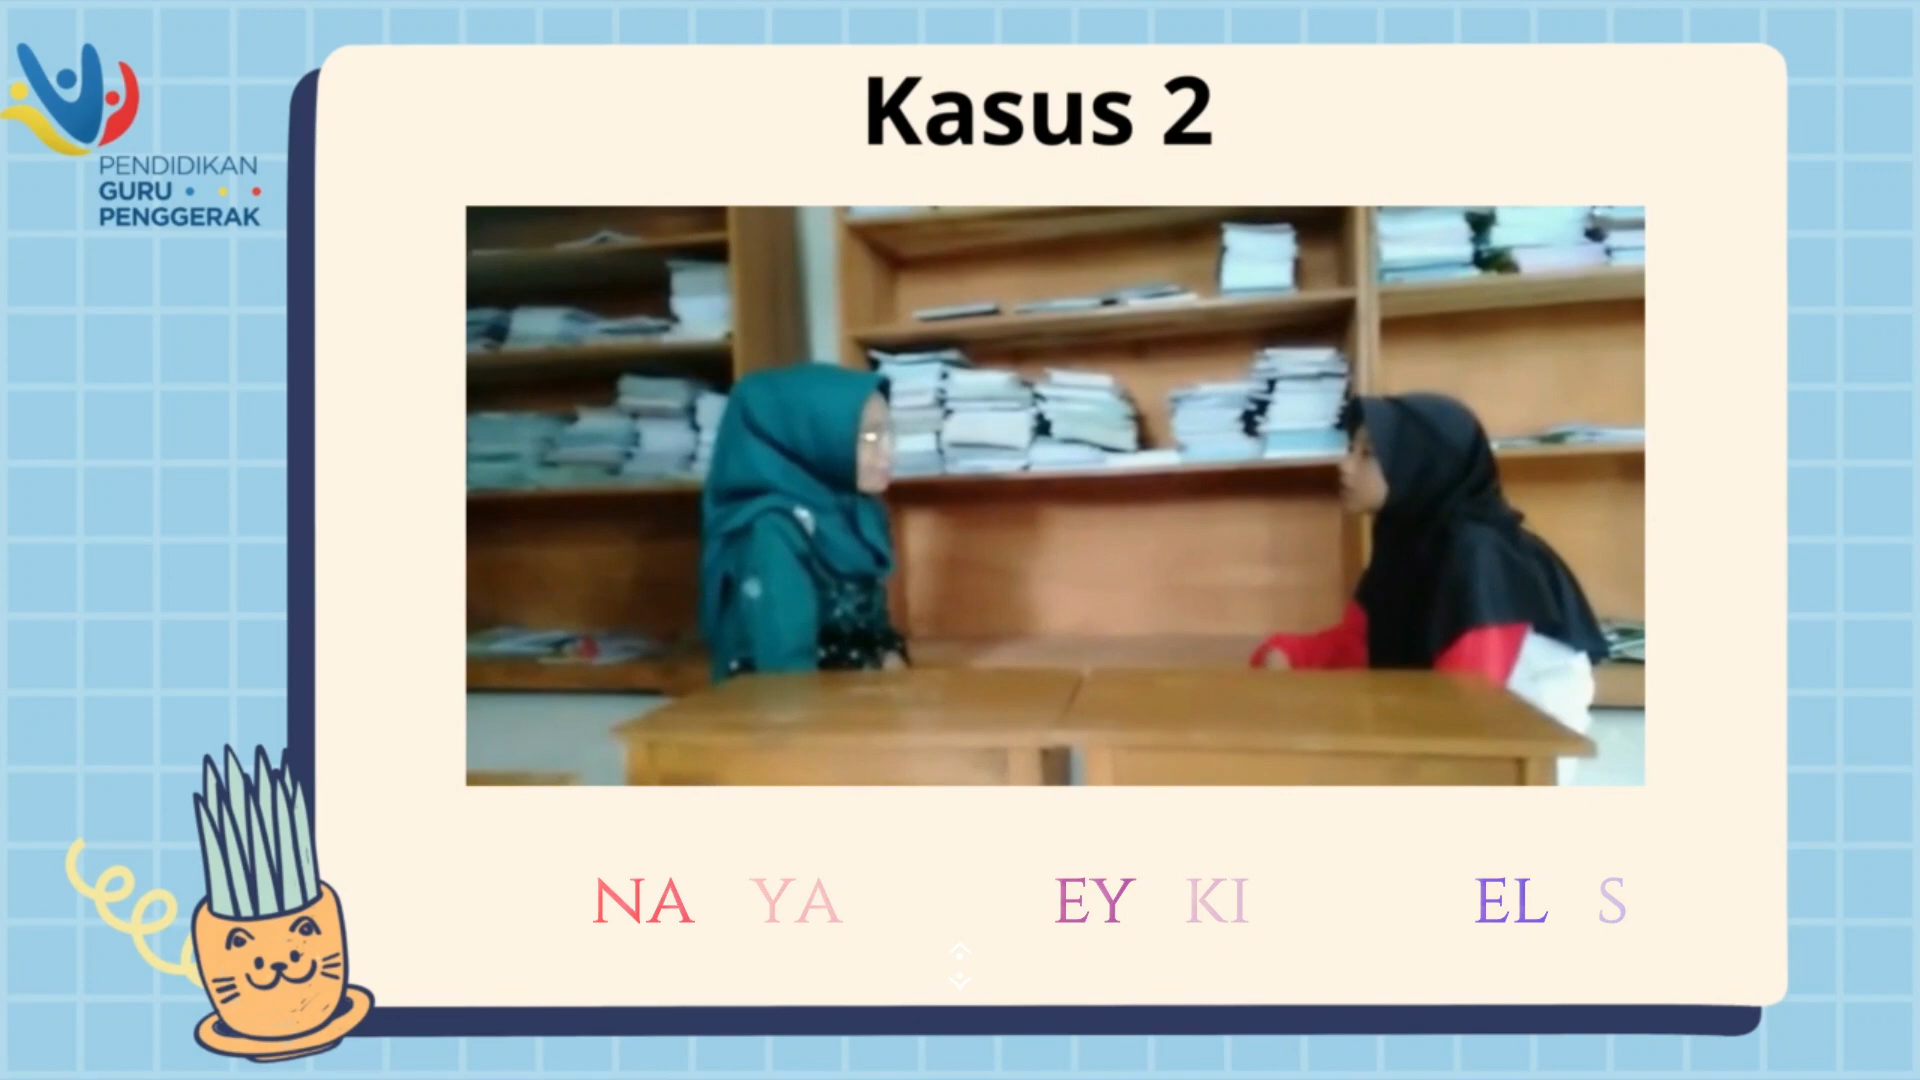 Kasus 2
PENDIDIKAN
GURU
PENGGERAK
NA YA EY KI EL S